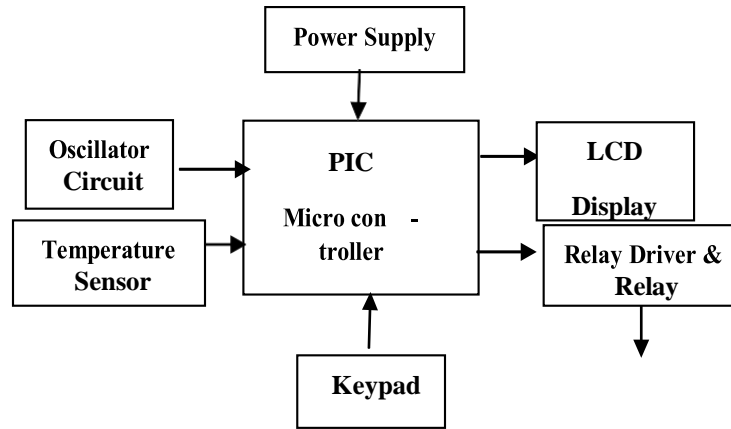 Power Supply
Oscillator
Circuit
PIC
LCD
Display
Micro con -
troller
Temperature
Sensor
Relay Driver &
Relay
Keypad